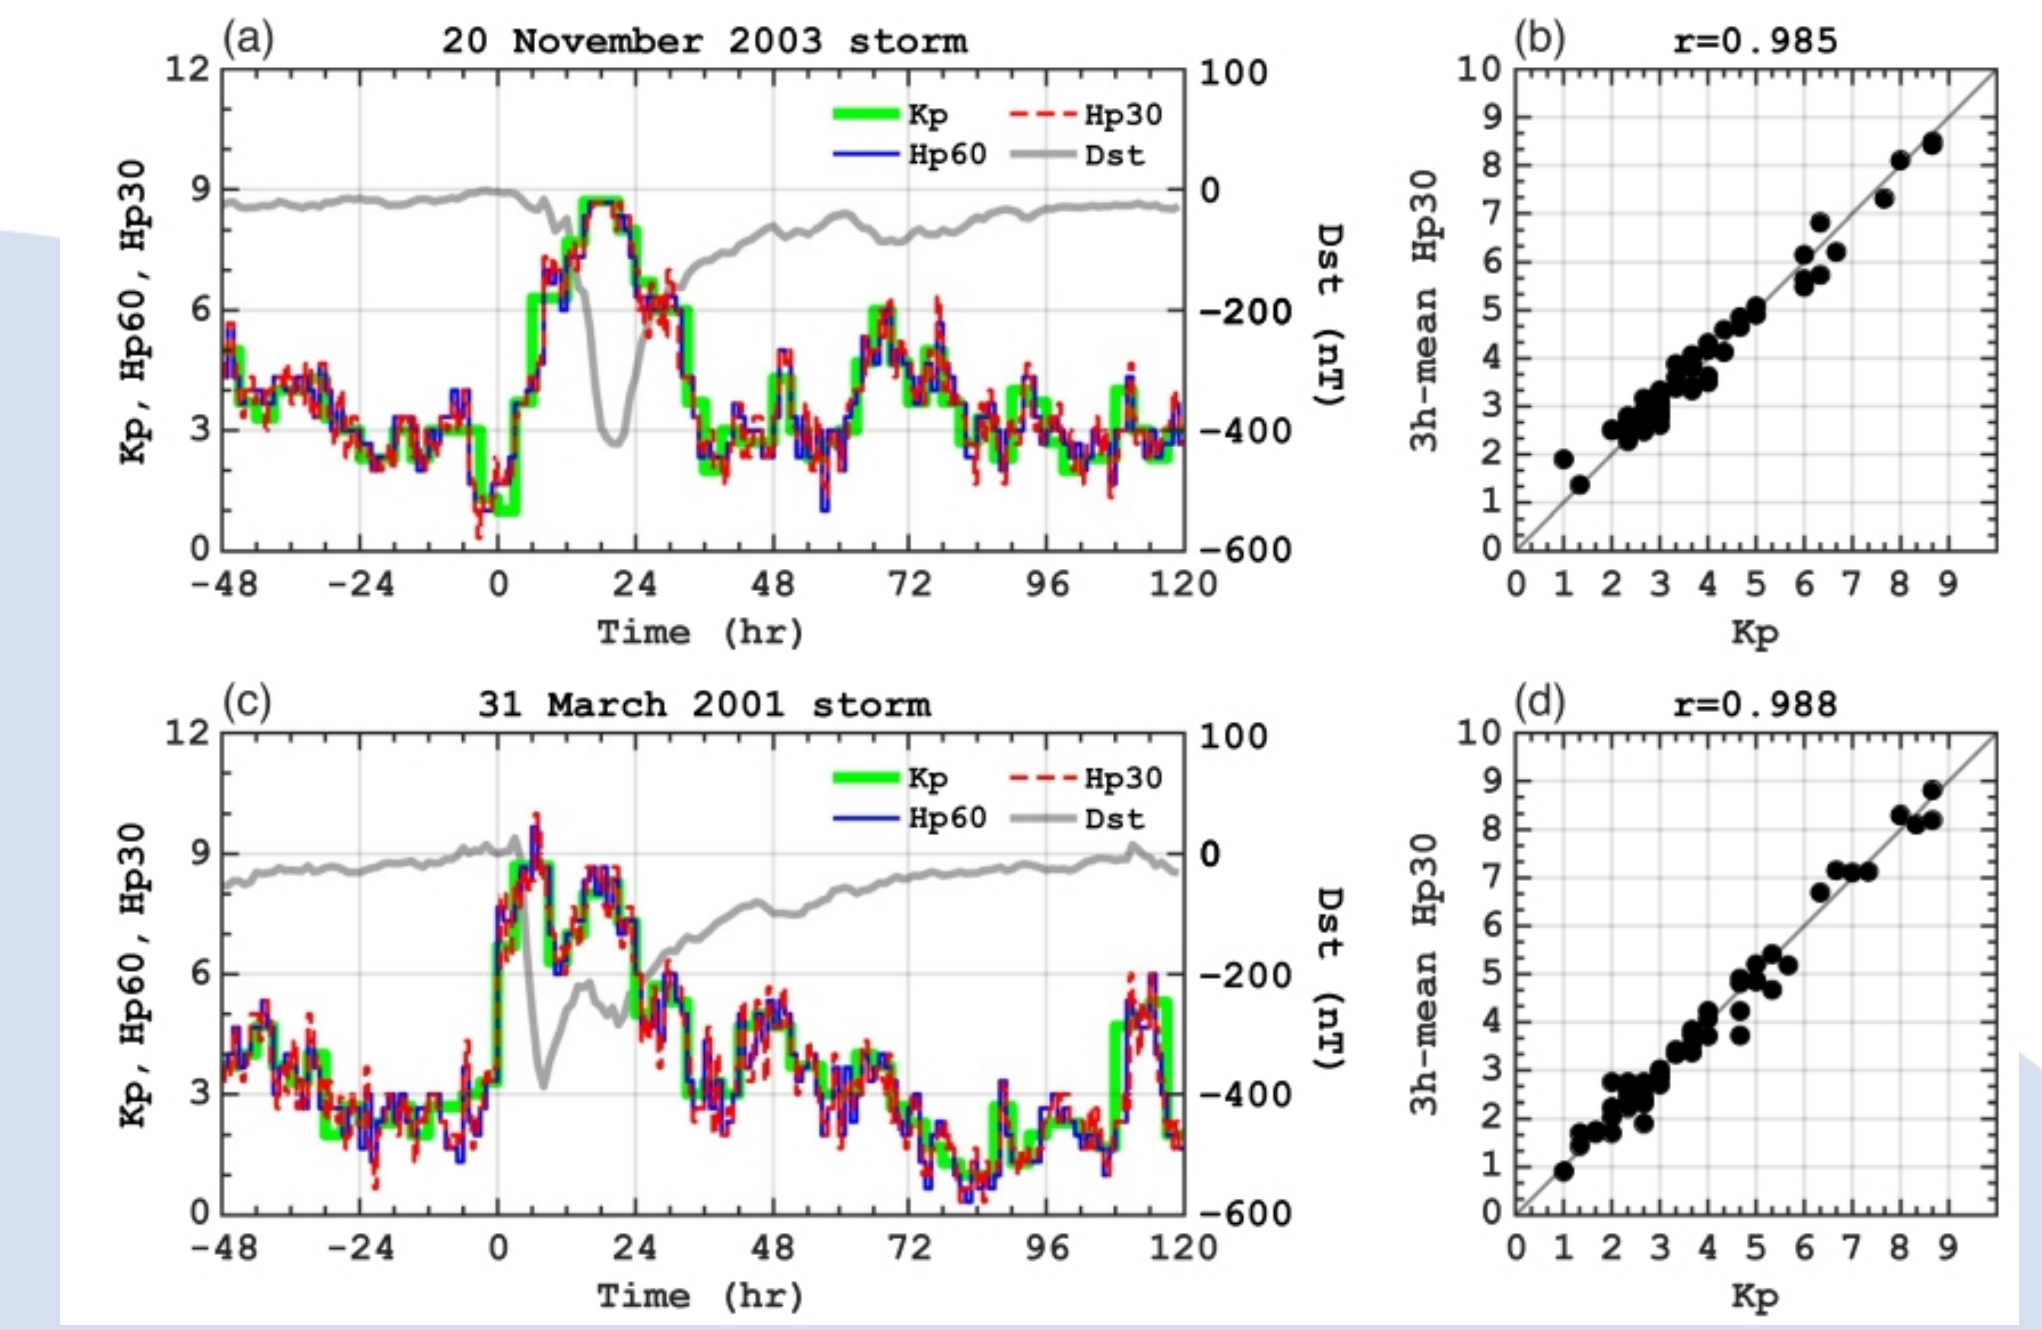 (a)
20 November 2003 storm
12
9
6
3
0
Kp, Hp60, Hp30
Kp
Hp60
Hp30
Dst
100
0
−200
−400
−600
Dst (nT)
−48 −24 0 24 48 72 96 120
Time (hr)
(b)
r=0.985
10
9
8
7
6
5
4
3
2
1
0
3h-mean Hp30
0 1 2 3 4 5 6 7 8 9
Kp
(c)
31 March 2001 storm
12
9
6
3
0
Kp, Hp60, Hp30
Kp
Hp60
Hp30
Dst
100
0
−200
−400
−600
Dst (nT)
−48 −24 0 24 48 72 96 120
Time (hr)
(d)
r=0.988
10
9
8
7
6
5
4
3
2
1
0
3h-mean Hp30
0 1 2 3 4 5 6 7 8 9
Kp